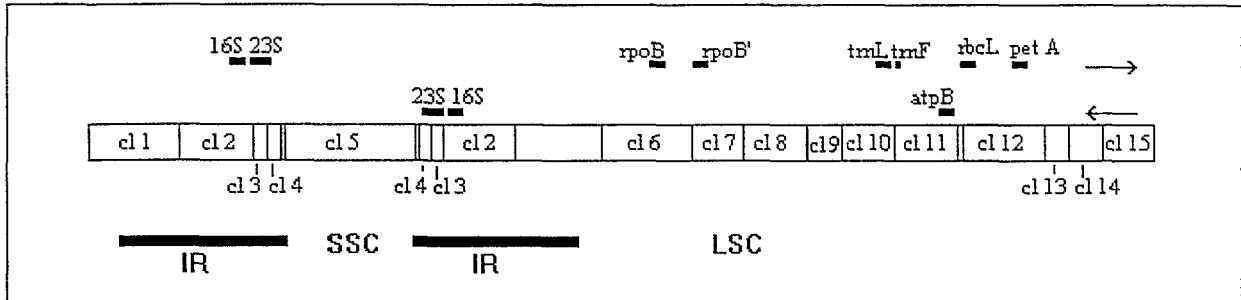 16S 23S rpoB rpoB' trnL trnF rbcL pet A
23S 16S atpB
cl 1 cl 2 cl 5 cl 2 cl 6 cl 7 cl 8 cl9 cl 10 cl 11 cl 12 cl 15
cl 3 cl 4 cl 4 cl 3 cl 13 cl 14
SSC LSC
IR IR